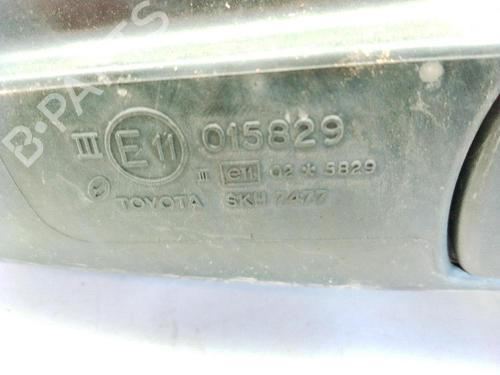 B-PARTS
III E11 015829
III e11 02 * 5829
TOYOTA SKH 7477